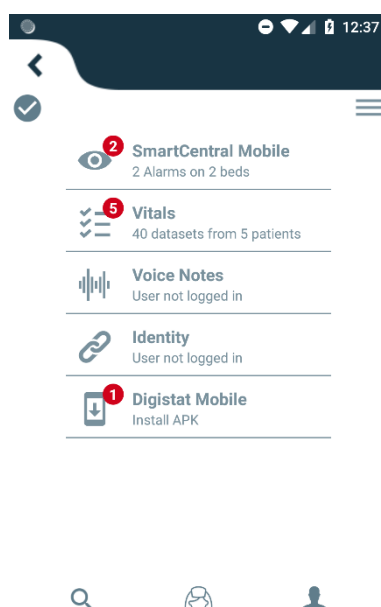 12:37
2
SmartCentral Mobile
2 Alarms on 2 beds
5
Vitals
40 datasets from 5 patients
Voice Notes
User not logged in
Identity
User not logged in
1
Digistat Mobile
Install APK